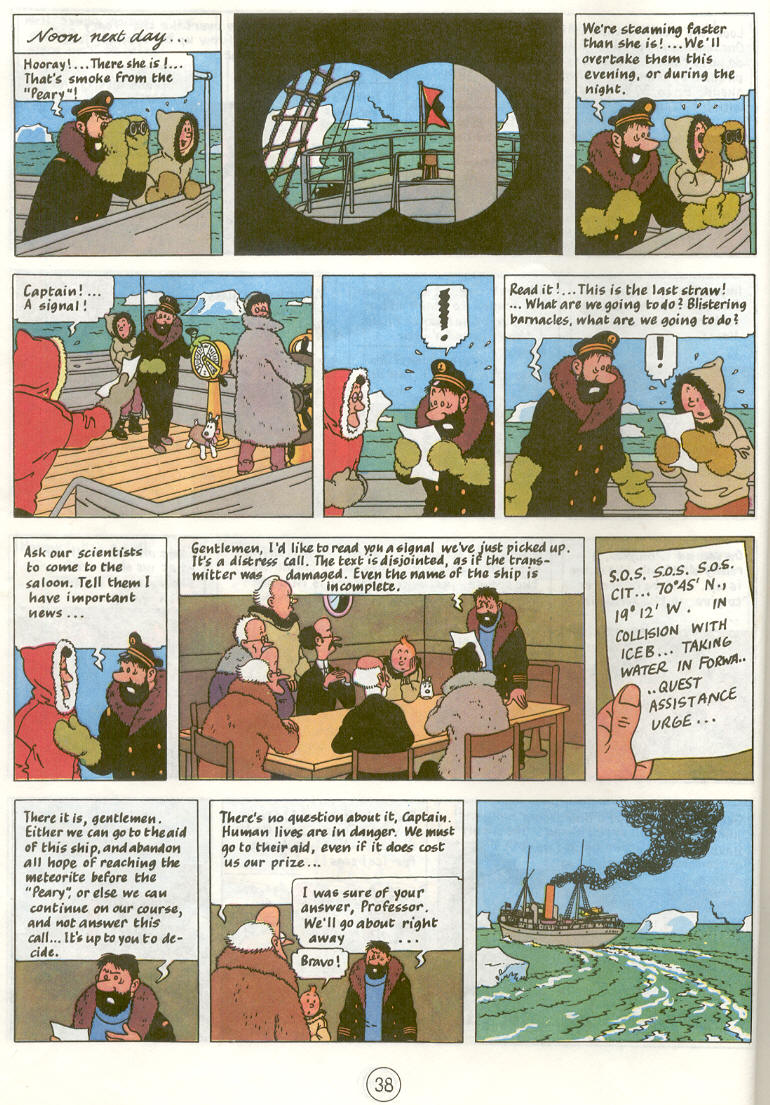 Noon next day...
Hooray!...There she is!...
That's smoke from the
"Peary"!
We're steaming faster
than she is!...We'll
overtake them this
evening, or during the
night.
Captain!...
A signal!
!
Read it!...This is the last straw!
...What are we going to do? Blistering
barnacles, what are we going to do?
!
Ask our scientists
to come to the
saloon. Tell them I
have important
news...
Gentlemen, I'd like to read you a signal we've just picked up.
It's a distress call. The text is disjointed, as if the trans-
mitter was damaged. Even the name of the ship is
incomplete.
S.O.S. S.O.S. S.O.S.
CIT... 70°45' N.,
19°12' W. IN
COLLISION WITH
ICEB... TAKING
WATER IN FORWA..
..QUEST
ASSISTANCE
URGE...
There it is, gentlemen.
Either we can go to the aid
of this ship, and abandon
all hope of reaching the
meteorite before the
"Peary", or else we can
continue on our course,
and not answer this
call... It's up to you to de-
cide.
There's no question about it, Captain.
Human lives are in danger. We must
go to their aid, even if it does cost
us our prize...
I was sure of your
answer, Professor.
We'll go about right
away ...
Bravo!
38